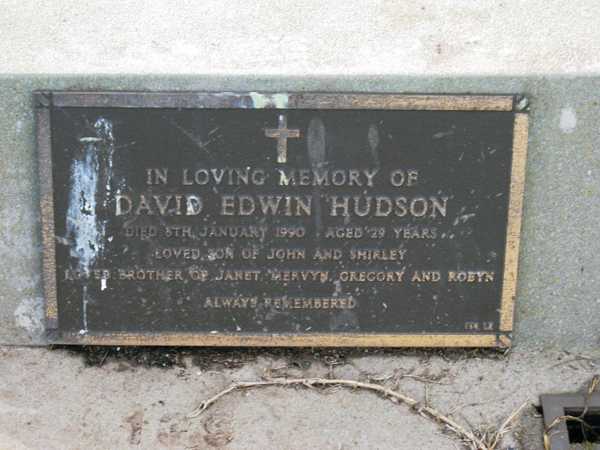 IN LOVING MEMORY OF
DAVID EDWIN HUDSON
DIED 8TH JANUARY 1990 AGED 29 YEARS
LOVED SON OF JOHN AND SHIRLEY
LOVED BROTHER OF JANET, MERVYN, GREGORY AND ROBYN
ALWAYS REMEMBERED